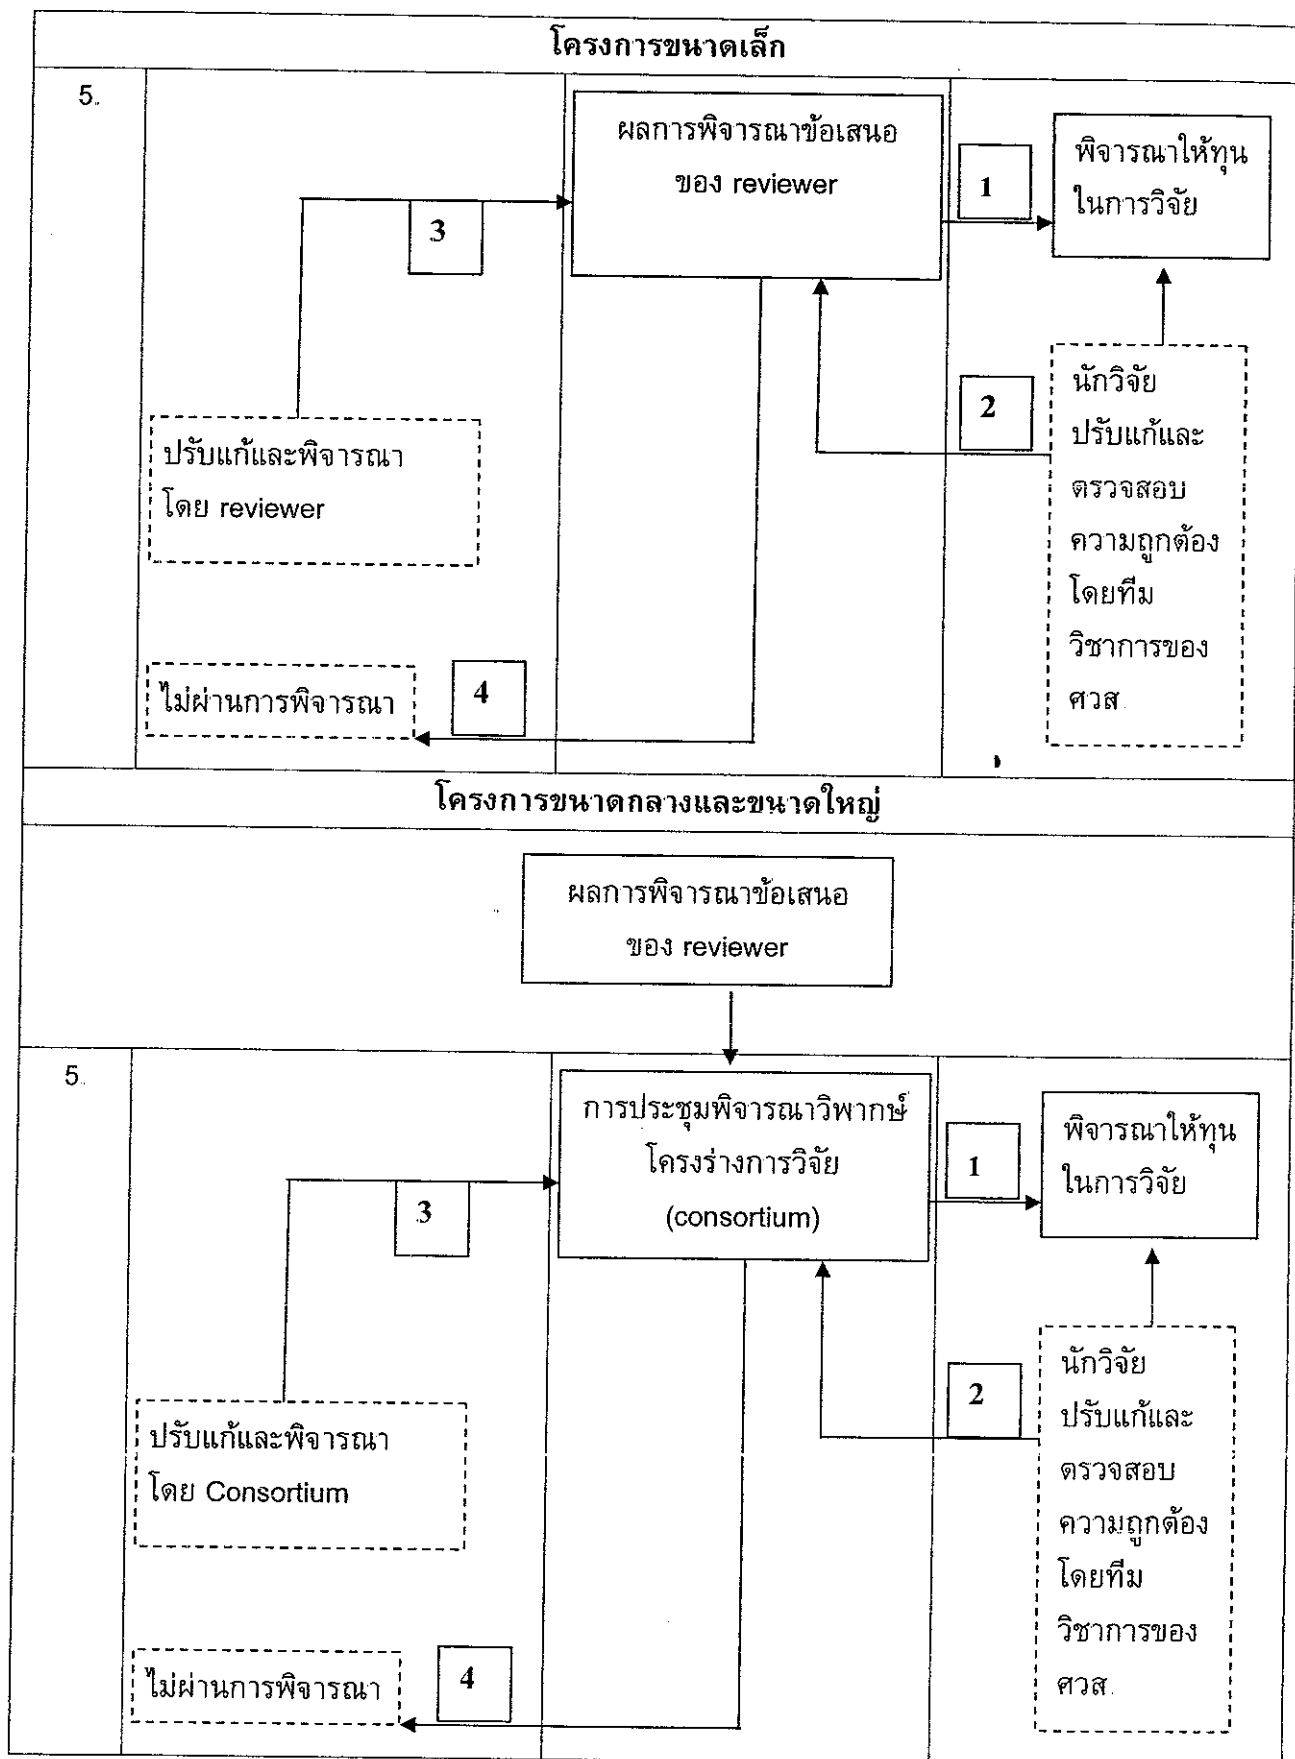 โครงการขนาดเล็ก
5.
ผลการพิจารณาข้อเสนอ
ของ reviewer
1
พิจารณาให้ทุน
ในการวิจัย
3
2
นักวิจัย
ปรับแก้และ
ตรวจสอบ
ความถูกต้อง
โดยทีม
วิชาการของ
ศวส.
ปรับแก้และพิจารณา
โดย reviewer
ไม่ผ่านการพิจารณา
4
โครงการขนาดกลางและขนาดใหญ่
ผลการพิจารณาข้อเสนอ
ของ reviewer
5.
การประชุมพิจารณาวิพากษ์
โครงร่างการวิจัย
(consortium)
1
พิจารณาให้ทุน
ในการวิจัย
3
2
นักวิจัย
ปรับแก้และ
ตรวจสอบ
ความถูกต้อง
โดยทีม
วิชาการของ
ศวส.
ปรับแก้และพิจารณา
โดย Consortium
ไม่ผ่านการพิจารณา
4